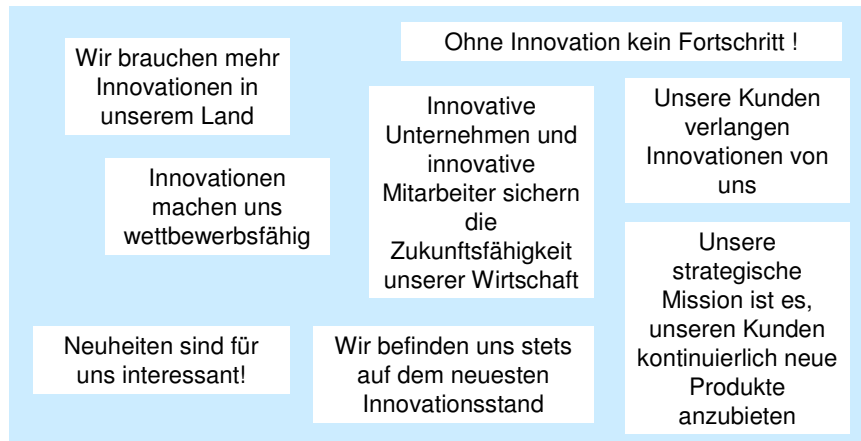 Wir brauchen mehr
Innovationen in
unserem Land
Ohne Innovation kein Fortschritt !
Innovative
Unternehmen und
innovative
Mitarbeiter sichern
die
Zukunftsfähigkeit
unserer Wirtschaft
Unsere Kunden
verlangen
Innovationen von
uns
Innovationen
machen uns
wettbewerbsfähig
Unsere
strategische
Mission ist es,
unseren Kunden
kontinuierlich neue
Produkte
anzubieten
Neuheiten sind für
uns interessant!
Wir befinden uns stets
auf dem neuesten
Innovationsstand